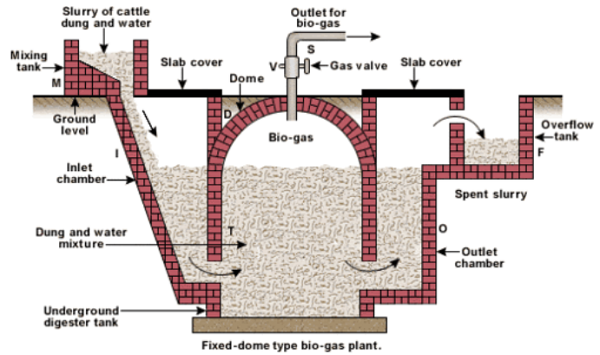 Slurry of cattle
dung and water
Outlet for
bio-gas
S
Mixing
tank
M
Slab cover
Dome
V
Gas valve
Slab cover
D
Ground
level
Bio-gas
Overflow
tank
F
I
Inlet
chamber
Spent slurry
Dung and water
mixture
T
O
Outlet
chamber
Underground
digester tank
Fixed-dome type bio-gas plant.